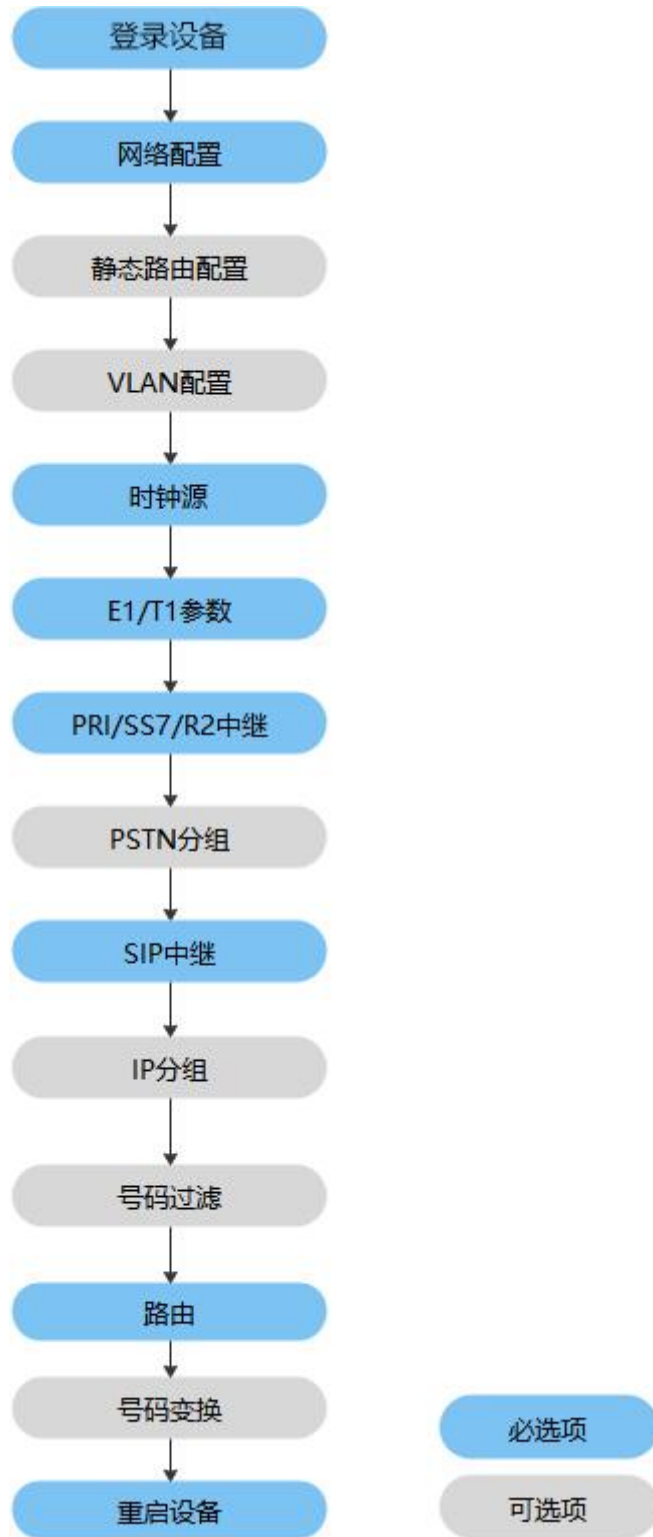 登录设备
网络配置
静态路由配置
VLAN配置
时钟源
E1/T1参数
PRI/SS7/R2中继
PSTN分组
SIP中继
IP分组
号码过滤
路由
号码变换
重启设备
必选项
可选项